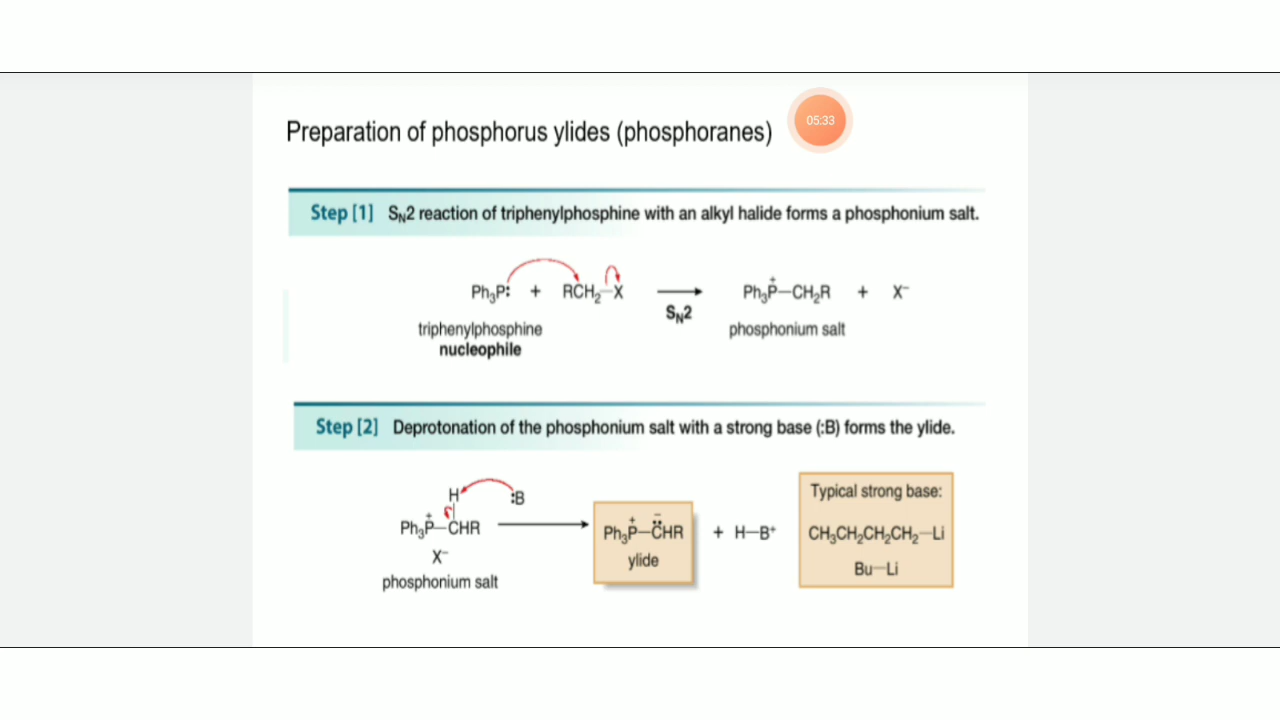 Preparation of phosphorus ylides (phosphoranes)
05:33
Step [1] SN2 reaction of triphenylphosphine with an alkyl halide forms a phosphonium salt.
Ph₃P: + RCH₂–X → Ph₃P⁺–CH₂R + X⁻
SN2
triphenylphosphine phosphonium salt
nucleophile
Step [2] Deprotonation of the phosphonium salt with a strong base (:B) forms the ylide.
Typical strong base:
H :B
Ph₃P⁺–CHR → Ph₃P⁺–C̈⁻HR + H–B⁺ CH₃CH₂CH₂CH₂–Li
X⁻ ylide Bu–Li
phosphonium salt